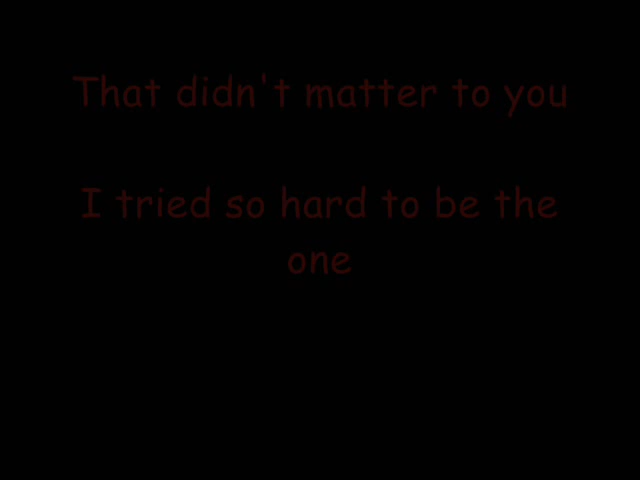 That didn't matter to you
I tried so hard to be the
one